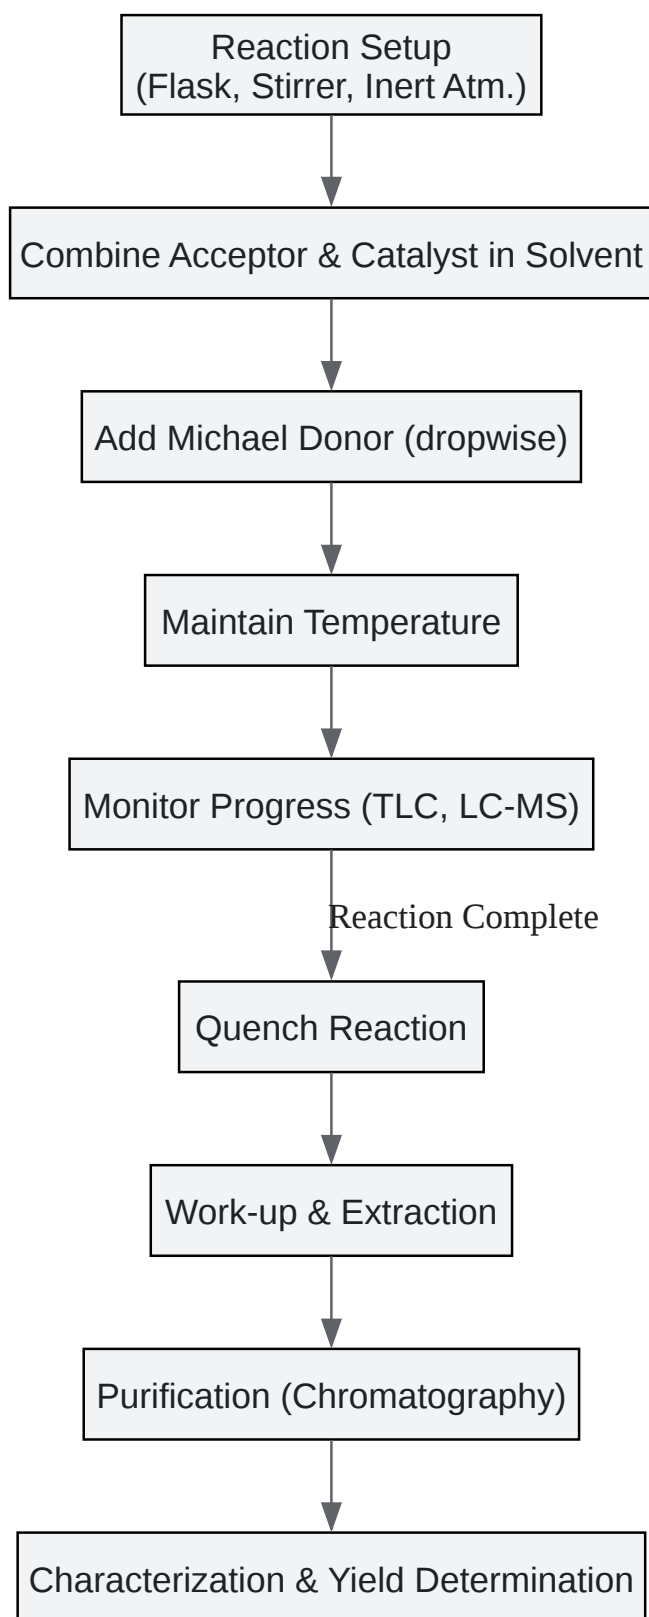 Reaction Setup
(Flask, Stirrer, Inert Atm.)
Combine Acceptor & Catalyst in Solvent
Add Michael Donor (dropwise)
Maintain Temperature
Monitor Progress (TLC, LC-MS)
Reaction Complete
Quench Reaction
Work-up & Extraction
Purification (Chromatography)
Characterization & Yield Determination